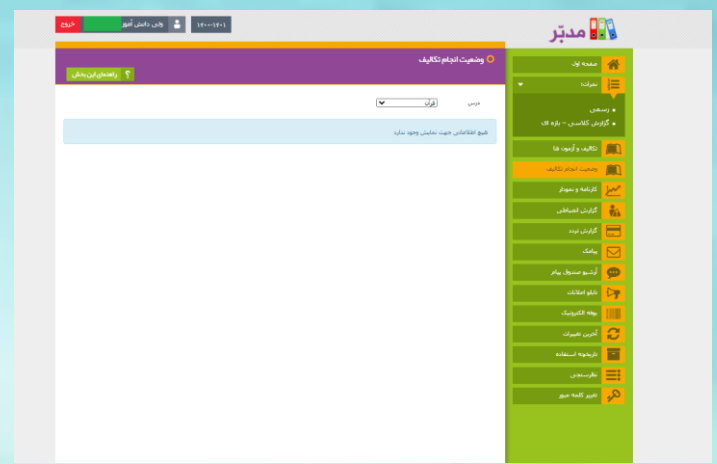 مدبّر
۱۴۰۰-۱۴۰۱
ولی دانش آموز
خروج
وضعیت انجام تکالیف
راهنمای این بخش
درس
قرآن
هیچ اطلاعاتی جهت نمایش وجود ندارد
صفحه اول
نمرات
رسمی
گزارش کلاسی - بازه ای
تکالیف و آزمون ها
وضعیت انجام تکالیف
کارنامه و نمودار
گزارش انضباطی
گزارش تردد
پیامک
آرشیو صندوق پیام
تابلو اعلانات
بوفه الکترونیک
آخرین تغییرات
تاریخچه استفاده
نظرسنجی
تغییر کلمه عبور